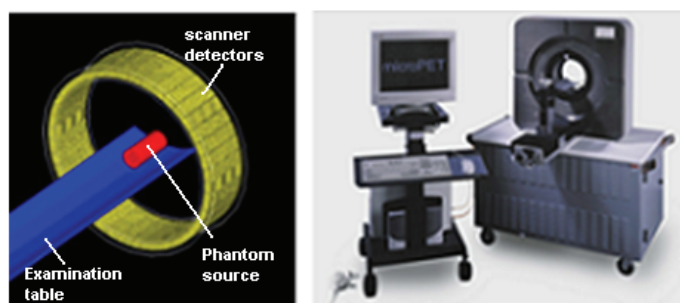 scanner
detectors
Phantom
source
Examination
table
microPET